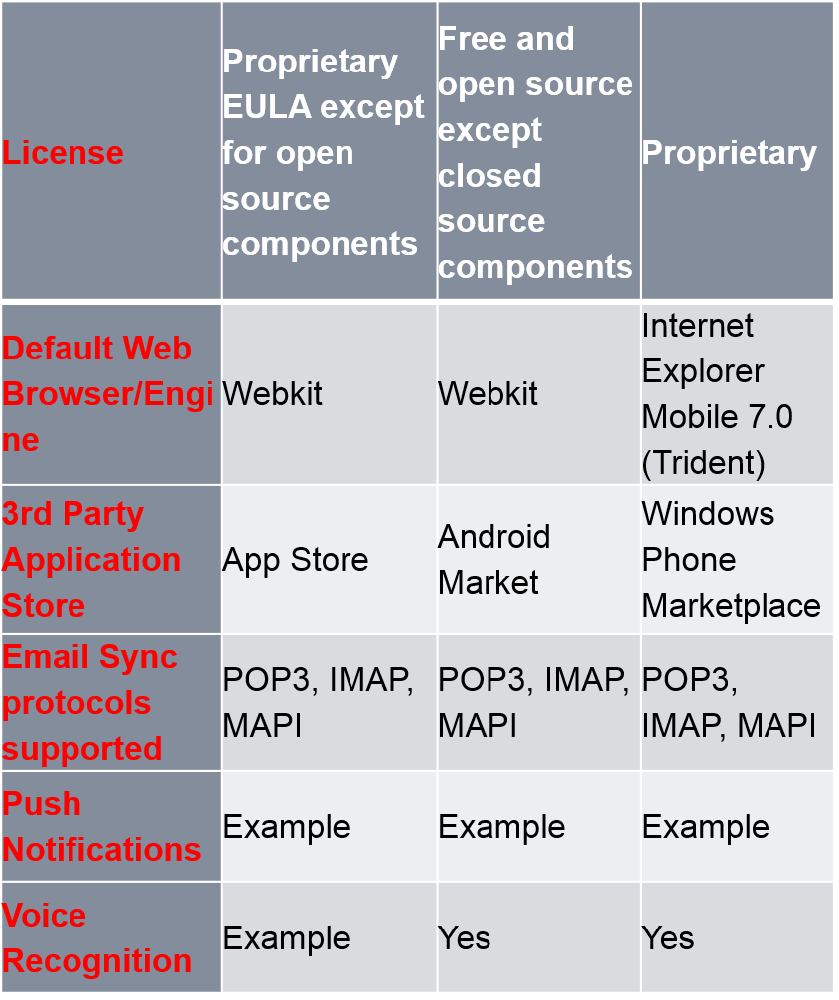 License
Proprietary
EULA except
for open
source
components
Free and
open source
except
closed
source
components
Proprietary
Default Web
Browser/Engi
ne
Webkit
Webkit
Internet
Explorer
Mobile 7.0
(Trident)
3rd Party
Application
Store
App Store
Android
Market
Windows
Phone
Marketplace
Email Sync
protocols
supported
POP3, IMAP,
MAPI
POP3, IMAP,
MAPI
POP3,
IMAP, MAPI
Push
Notifications
Example
Example
Example
Voice
Recognition
Example
Yes
Yes